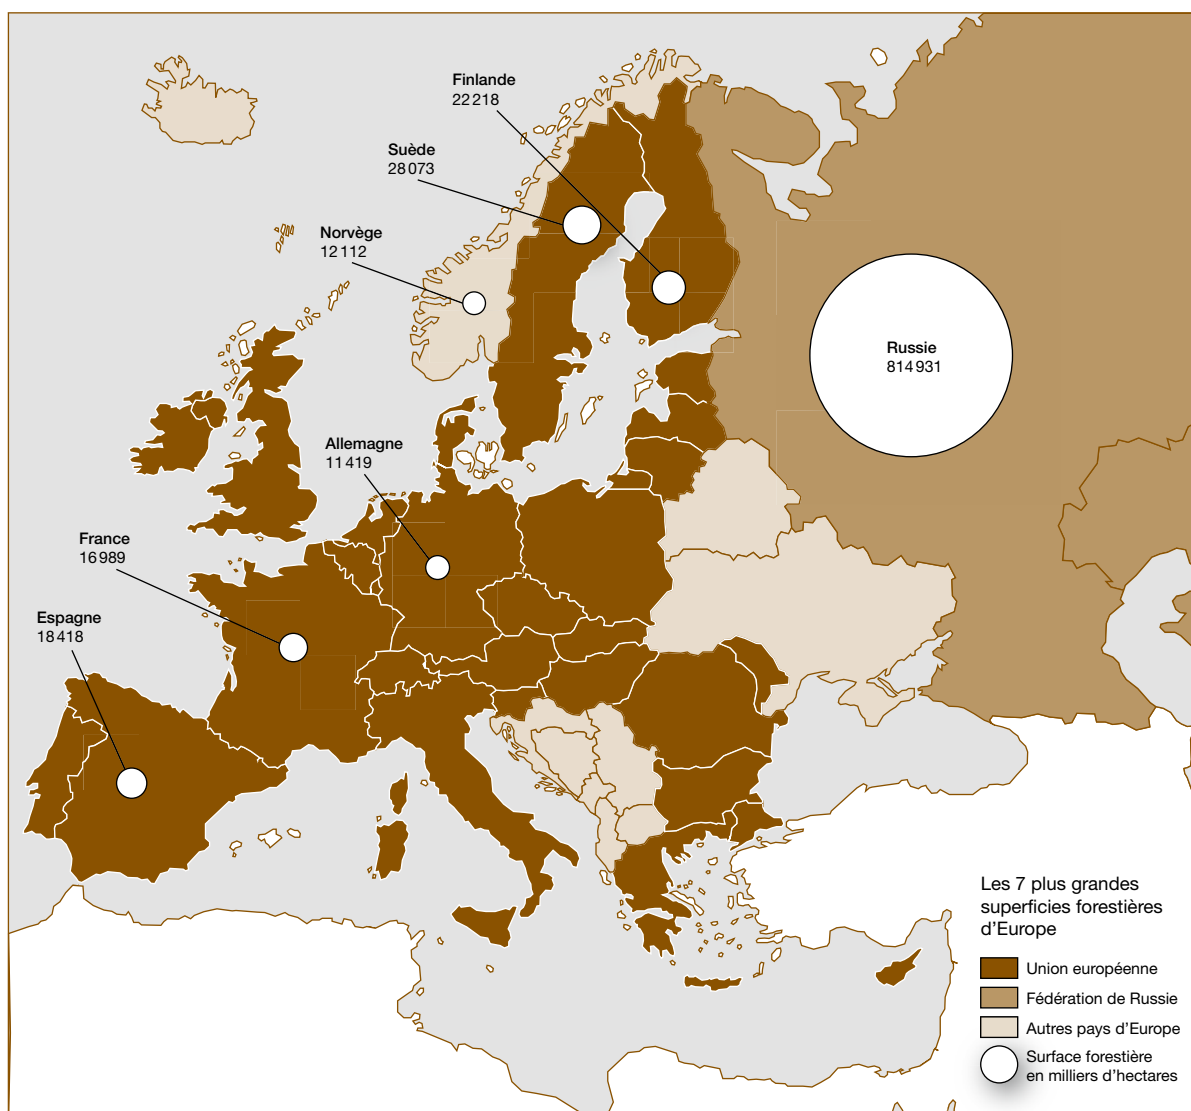 Finlande
22 218
Suède
28 073
Norvège
12 112
Russie
814 931
Allemagne
11 419
France
16 989
Espagne
18 418
Les 7 plus grandes
superficies forestières
d’Europe
Union européenne
Fédération de Russie
Autres pays d’Europe
Surface forestière
en milliers d’hectares